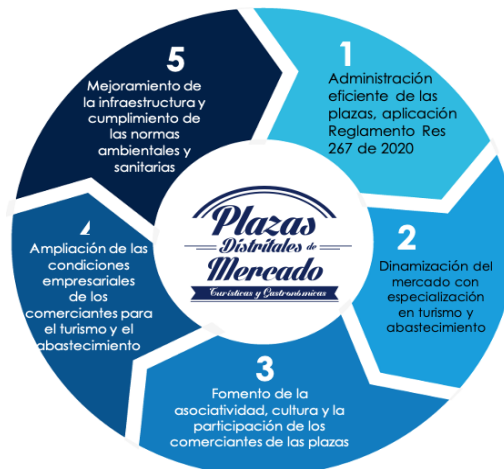 1
Administración
eficiente de las
plazas, aplicación
Reglamento Res
267 de 2020
2
Dinamización del
mercado con
especialización
en turismo y
abastecimiento
3
Fomento de la
asociatividad, cultura y la
participación de los
comerciantes de las plazas
Ampliación de las
condiciones
empresariales
de los
comerciantes para
el turismo y el
abastecimiento
5
Mejoramiento de
la infraestructura y
cumplimiento de
las normas
ambientales y
sanitarias
Plazas
Distritales de
Mercado
Turísticas y Gastronómicas